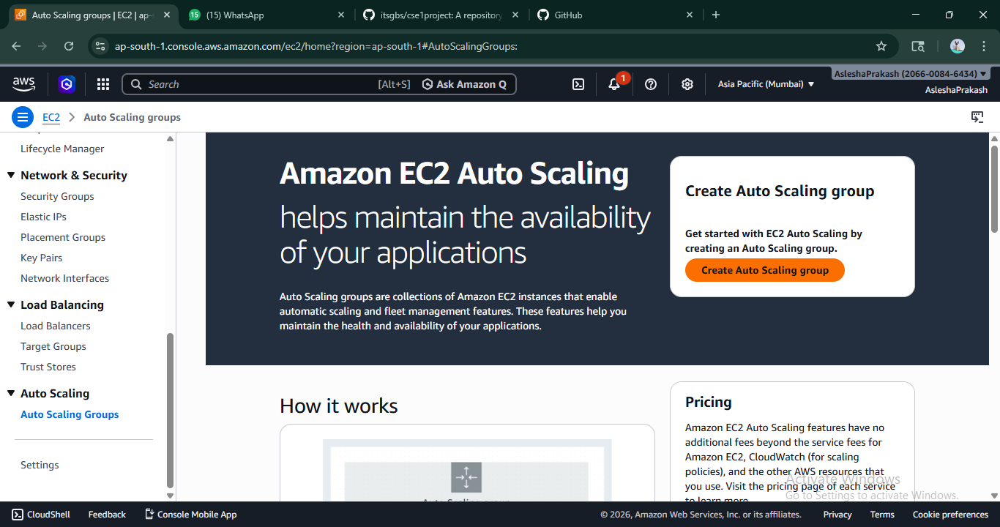 Auto Scaling groups | EC2 | ap-s
15
(15) WhatsApp
itsgbs/cse1project: A repository
GitHub
ap-south-1.console.aws.amazon.com/ec2/home?region=ap-south-1#AutoScalingGroups:
aws
Search
[Alt+S]
Ask Amazon Q
1
Asia Pacific (Mumbai)
AsleshaPrakash (2066-0084-6434)
AsleshaPrakash
EC2
Auto Scaling groups
Lifecycle Manager
Network & Security
Security Groups
Elastic IPs
Placement Groups
Key Pairs
Network Interfaces
Load Balancing
Load Balancers
Target Groups
Trust Stores
Auto Scaling
Auto Scaling Groups
Settings
Amazon EC2 Auto Scaling
helps maintain the availability
of your applications
Auto Scaling groups are collections of Amazon EC2 instances that enable
automatic scaling and fleet management features. These features help you
maintain the health and availability of your applications.
Create Auto Scaling group
Get started with EC2 Auto Scaling by
creating an Auto Scaling group.
Create Auto Scaling group
How it works
Auto Scaling group
Pricing
Amazon EC2 Auto Scaling features have no
additional fees beyond the service fees for
Amazon EC2, CloudWatch (for scaling
policies), and the other AWS resources that
you use. Visit the pricing page of each service
to learn more.
Activate Windows
Go to Settings to activate Windows.
CloudShell
Feedback
Console Mobile App
© 2026, Amazon Web Services, Inc. or its affiliates.
Privacy
Terms
Cookie preferences